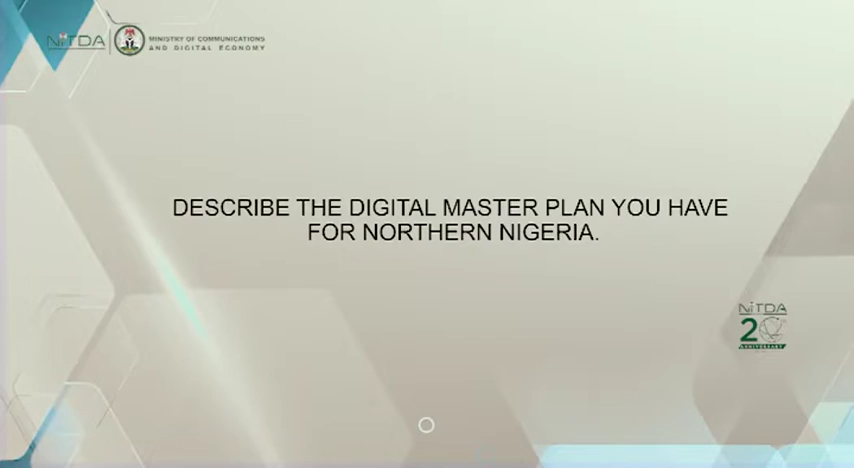 NiTDA
MINISTRY OF COMMUNICATIONS
AND DIGITAL ECONOMY
DESCRIBE THE DIGITAL MASTER PLAN YOU HAVE
FOR NORTHERN NIGERIA.
NiTDA
20
ANNIVERSARY